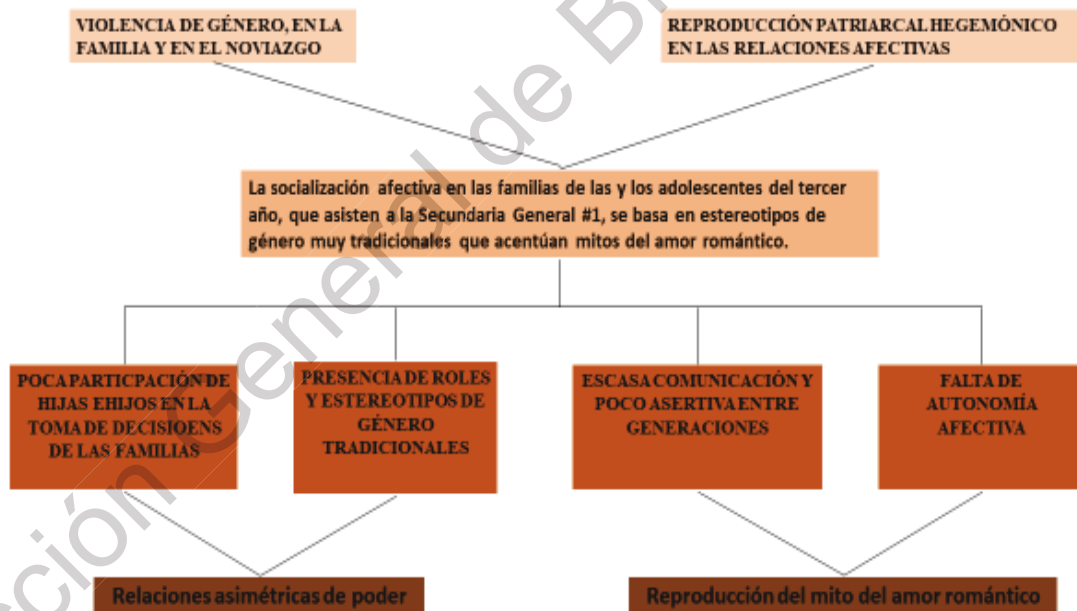 VIOLENCIA DE GÉNERO, EN LA
FAMILIA Y EN EL NOVIAZGO
REPRODUCCIÓN PATRIARCAL HEGEMÓNICO
EN LAS RELACIONES AFECTIVAS
La socialización afectiva en las familias de las y los adolescentes del tercer
año, que asisten a la Secundaria General #1, se basa en estereotipos de
género muy tradicionales que acentúan mitos del amor romántico.
POCA PARTICPACIÓN DE
HIJAS EHIJOS EN LA
TOMA DE DECISIOENS
DE LAS FAMILIAS
PRESENCIA DE ROLES
Y ESTEREOTIPOS DE
GÉNERO
TRADICIONALES
ESCASA COMUNICACIÓN Y
POCO ASERTIVA ENTRE
GENERACIONES
FALTA DE
AUTONOMÍA
AFECTIVA
Relaciones asimétricas de poder
Reproducción del mito del amor romántico
General de